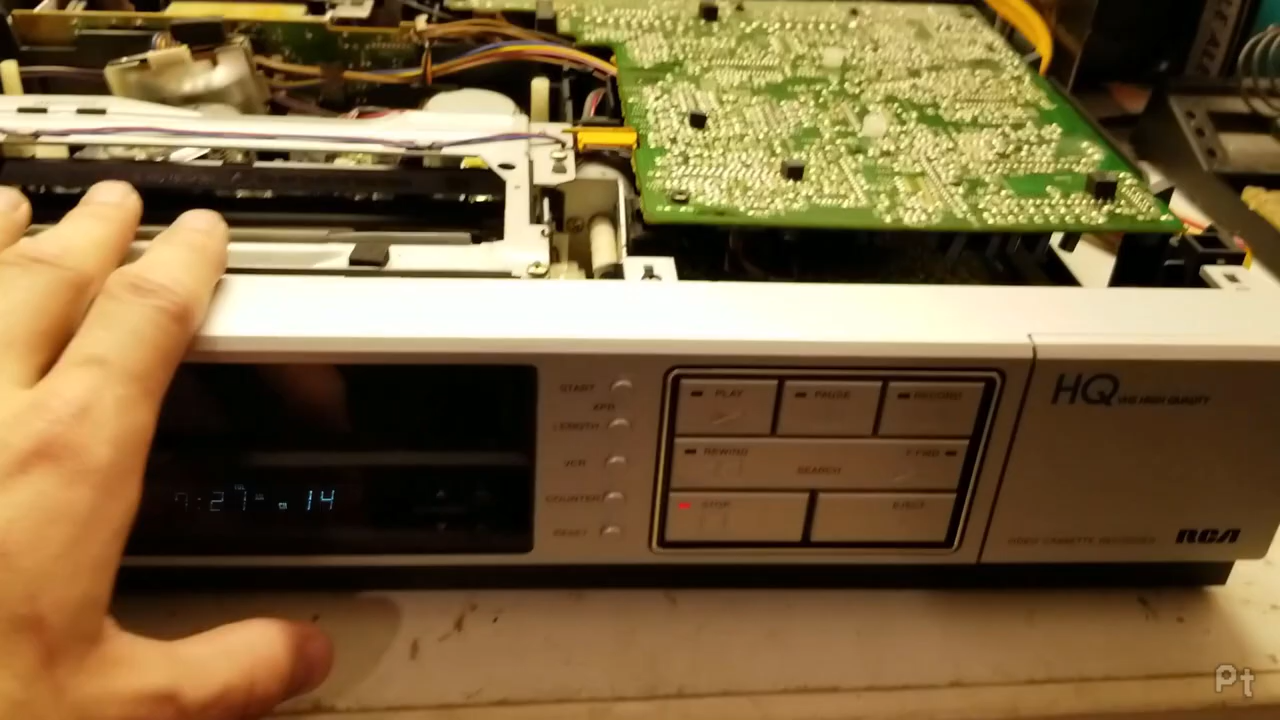 START
XPR
LENGTH
VCR
COUNTER
RESET
PLAY
PAUSE
RECORD
REWIND
F.FWD
SEARCH
STOP
EJECT
HQ VHS HIGH QUALITY
VIDEO CASSETTE RECORDER
RCA
7:27
14
Pt